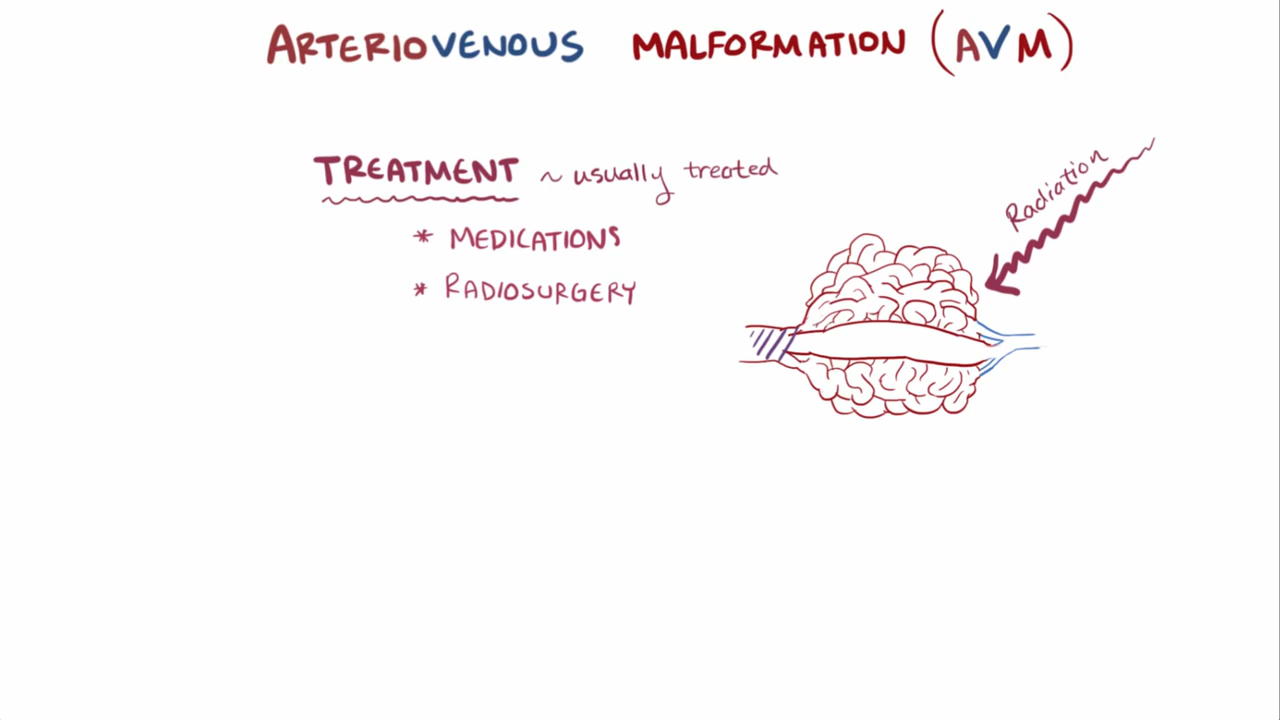 ARTERIOVENOUS MALFORMATION (AVM)
TREATMENT ~ usually treated
* MEDICATIONS
* RADIOSURGERY
Radiation